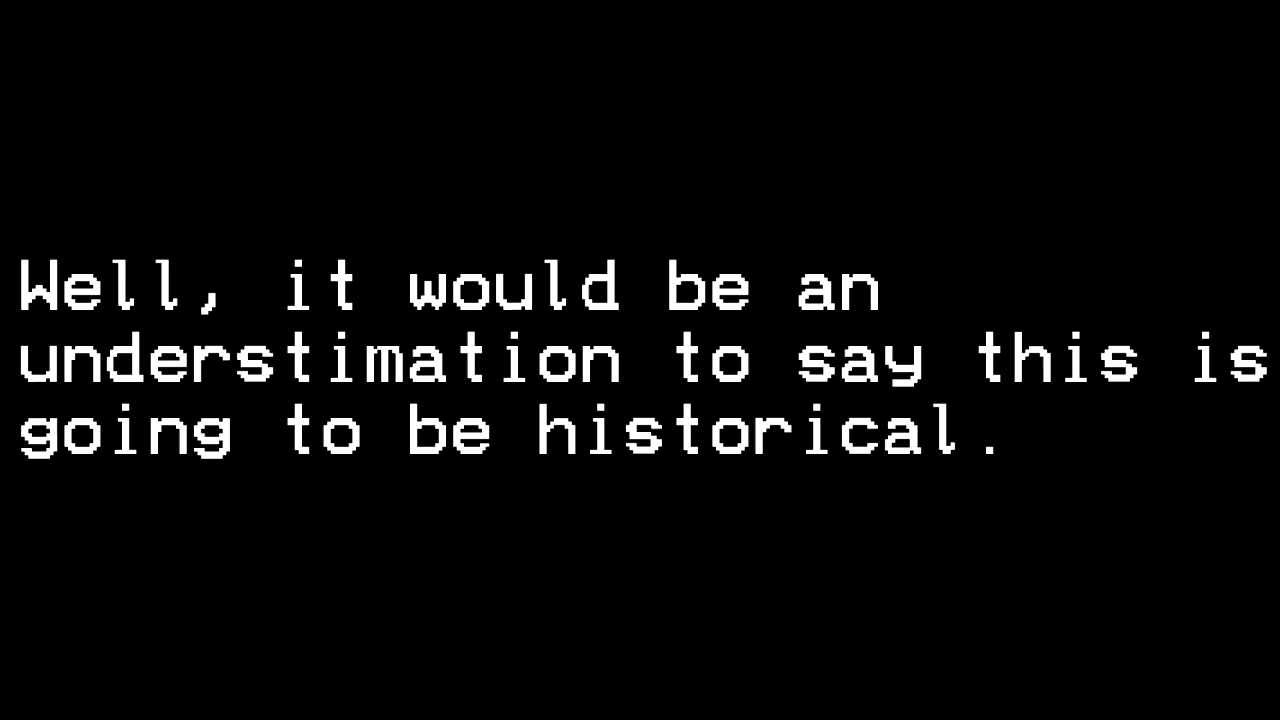 Well, it would be an
understimation to say this is
going to be historical.